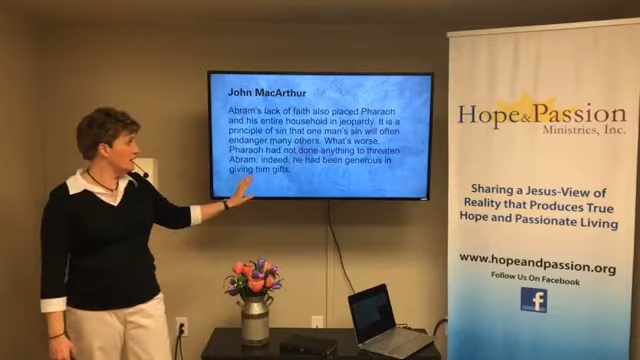 John MacArthur
Abram's lack of faith also placed Pharaoh
and his entire household in jeopardy. It is a
principle of sin that one man's sin will often
endanger many others. What's worse,
Pharaoh had not done anything to threaten
Abram; indeed, he had been generous in
giving him gifts.
Hope&Passion
Ministries, Inc.
Sharing a Jesus-View of
Reality that Produces True
Hope and Passionate Living
www.hopeandpassion.org
Follow Us On Facebook
f